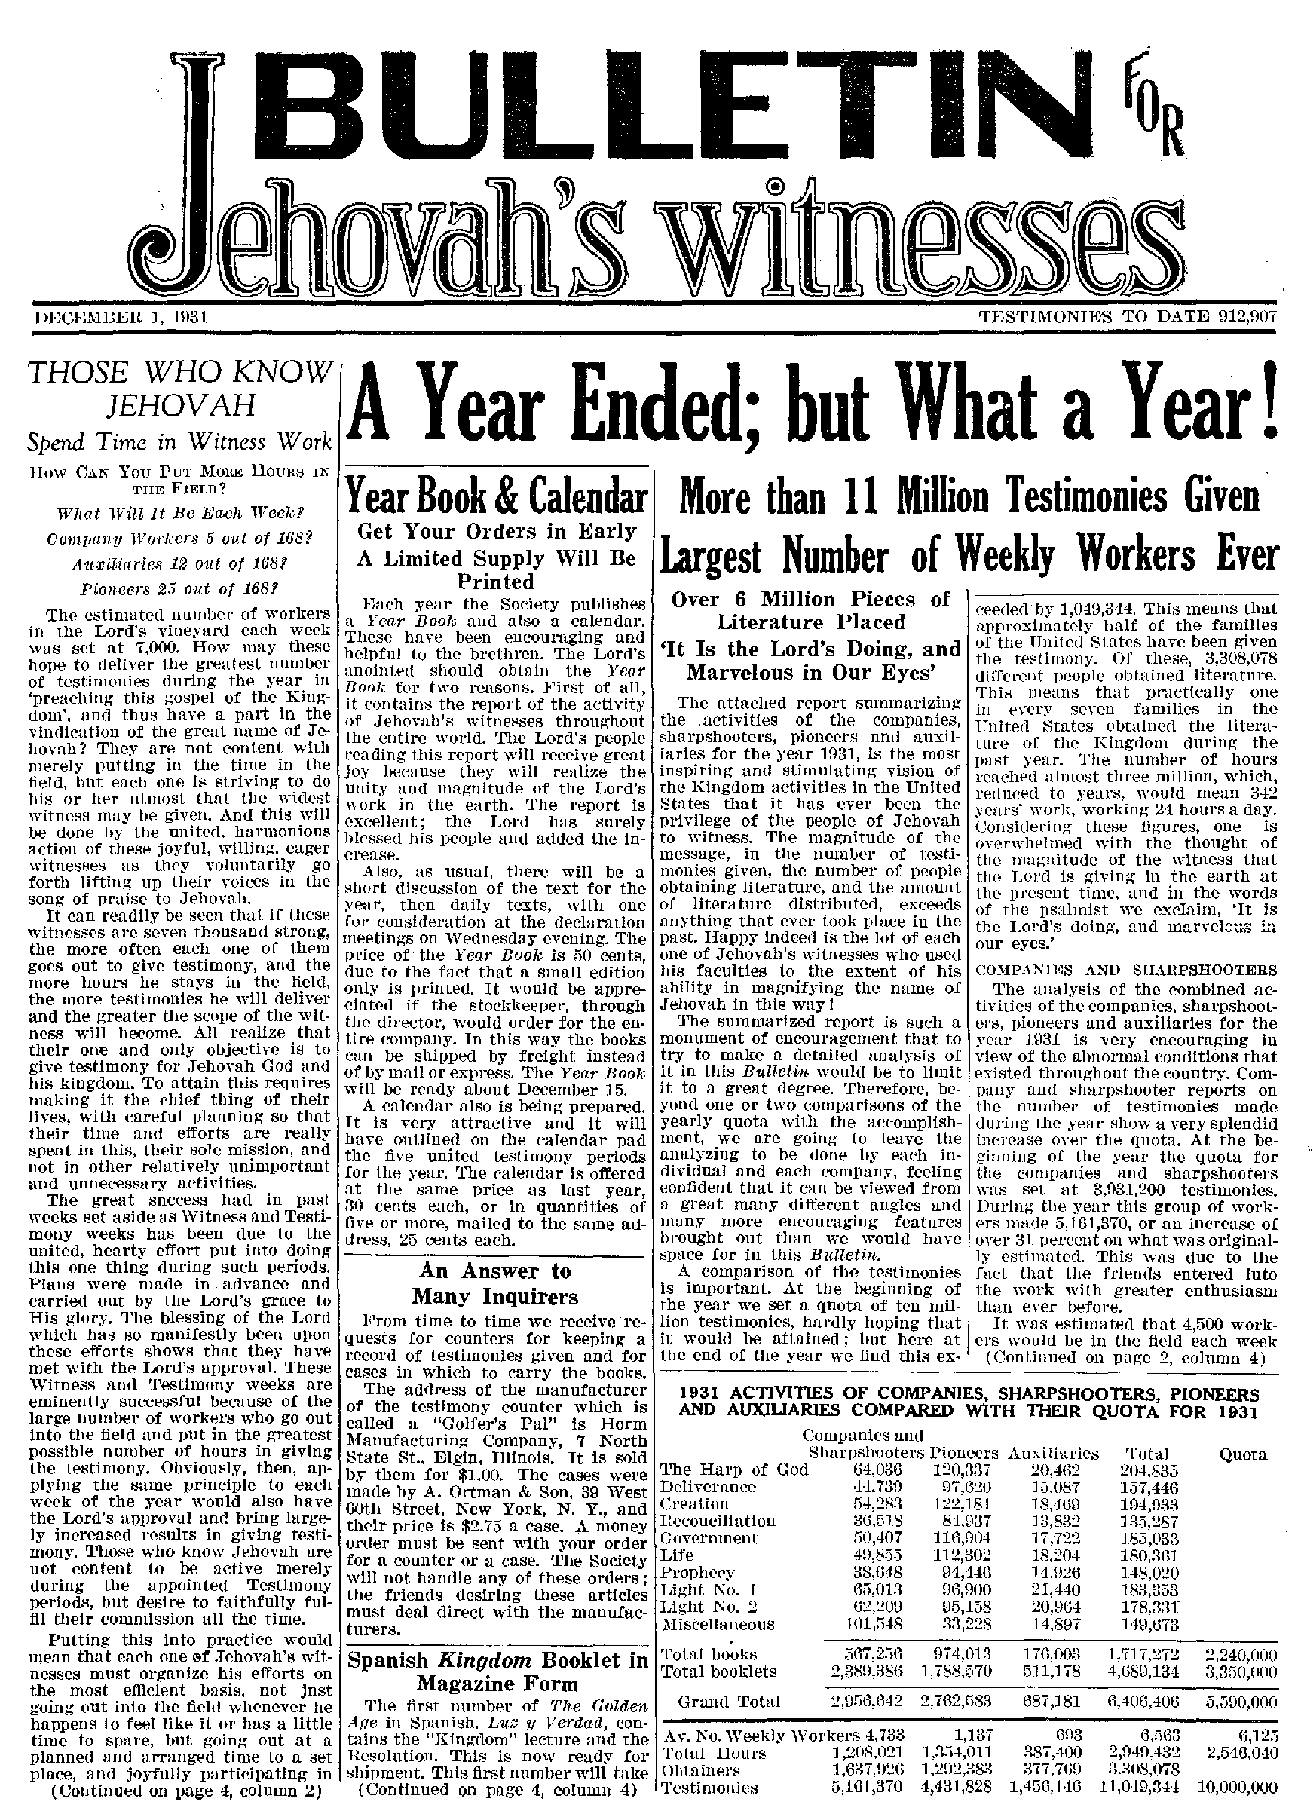 BULLETIN FOR
Jehovah's witnesses
DECEMBER 1, 1931 TESTIMONIES TO DATE 912,907
THOSE WHO KNOW
JEHOVAH
Spend Time in Witness Work
HOW CAN YOU PUT MORE HOURS IN
THE FIELD?
What Will It Be Each Week?
Company Workers 5 out of 168?
Auxiliaries 12 out of 168?
Pioneers 25 out of 168?
The estimated number of workers
in the Lord's vineyard each week
was set at 7,000. How may these
hope to deliver the greatest number
of testimonies during the year in
'preaching this gospel of the King-
dom', and thus have a part in the
vindication of the great name of Je-
hovah? They are not content with
merely putting in the time in the
field, but each one is striving to do
his or her utmost that the widest
witness may be given. And this will
be done by the united, harmonious
action of these joyful, willing, eager
witnesses as they voluntarily go
forth lifting up their voices in the
song of praise to Jehovah.
It can readily be seen that if these
witnesses are seven thousand strong,
the more often each one of them
goes out to give testimony, and the
more hours he stays in the field,
the more testimonies he will deliver
and the greater the scope of the wit-
ness will become. All realize that
their one and only objective is to
give testimony for Jehovah God and
his kingdom. To attain this requires
making it the chief thing of their
lives, with careful planning so that
their time and efforts are really
spent in this, their sole mission, and
not in other relatively unimportant
and unnecessary activities.
The great success had in past
weeks set aside as Witness and Testi-
mony weeks has been due to the
united, hearty effort put into doing
this one thing during such periods.
Plans were made in advance and
carried out by the Lord's grace to
His glory. The blessing of the Lord
which has so manifestly been upon
these efforts shows that they have
met with the Lord's approval. These
Witness and Testimony weeks are
eminently successful because of the
large number of workers who go out
into the field and put in the greatest
possible number of hours in giving
the testimony. Obviously, then, ap-
plying the same principle to each
week of the year would also have
the Lord's approval and bring large-
ly increased results in giving testi-
mony. Those who know Jehovah are
not content to be active merely
during the appointed Testimony
periods, but desire to faithfully ful-
fil their commission all the time.
Putting this into practice would
mean that each one of Jehovah's wit-
nesses must organize his efforts on
the most efficient basis, not just
going out into the field whenever he
happens to feel like it or has a little
time to spare, but going out at a
planned and arranged time to a set
place, and joyfully participating in
(Continued on page 4, column 2)
A Year Ended; but What a Year!
Year Book & Calendar
Get Your Orders in Early
A Limited Supply Will Be
Printed
Each year the Society publishes
a Year Book and also a calendar.
These have been encouraging and
helpful to the brethren. The Lord's
anointed should obtain the Year
Book for two reasons. First of all,
it contains the report of the activity
of Jehovah's witnesses throughout
the entire world. The Lord's people
reading this report will receive great
joy because they will realize the
unity and magnitude of the Lord's
work in the earth. The report is
excellent; the Lord has surely
blessed his people and added the in-
crease.
Also, as usual, there will be a
short discussion of the text for the
year, then daily texts, with one
for consideration at the declaration
meetings on Wednesday evening. The
price of the Year Book is 50 cents,
due to the fact that a small edition
only is printed. It would be appre-
ciated if the stockkeeper, through
the director, would order for the en-
tire company. In this way the books
can be shipped by freight instead
of by mail or express. The Year Book
will be ready about December 15.
A calendar also is being prepared.
It is very attractive and it will
have outlined on the calendar pad
the five united testimony periods
for the year. The calendar is offered
at the same price as last year,
30 cents each, or in quantities of
five or more, mailed to the same ad-
dress, 25 cents each.
An Answer to
Many Inquirers
From time to time we receive re-
quests for counters for keeping a
record of testimonies given and for
cases in which to carry the books.
The address of the manufacturer
of the testimony counter which is
called a "Golfer's Pal" is Horm
Manufacturing Company, 7 North
State St., Elgin, Illinois. It is sold
by them for $1.00. The cases were
made by A. Ortman & Son, 39 West
60th Street, New York, N. Y., and
their price is $2.75 a case. A money
order must be sent with your order
for a counter or a case. The Society
will not handle any of these orders;
the friends desiring these articles
must deal direct with the manufac-
turers.
Spanish Kingdom Booklet in
Magazine Form
The first number of The Golden
Age in Spanish, Luz y Verdad, con-
tains the "Kingdom" lecture and the
Resolution. This is now ready for
shipment. This first number will take
(Continued on page 4, column 4)
More than 11 Million Testimonies Given
Largest Number of Weekly Workers Ever
Over 6 Million Pieces of
Literature Placed
'It Is the Lord's Doing, and
Marvelous in Our Eyes'
The attached report summarizing
the activities of the companies,
sharpshooters, pioneers and auxil-
iaries for the year 1931, is the most
inspiring and stimulating vision of
the Kingdom activities in the United
States that it has ever been the
privilege of the people of Jehovah
to witness. The magnitude of the
message, in the number of testi-
monies given, the number of people
obtaining literature, and the amount
of literature distributed, exceeds
anything that ever took place in the
past. Happy indeed is the lot of each
one of Jehovah's witnesses who used
his faculties to the extent of his
ability in magnifying the name of
Jehovah in this way!
The summarized report is such a
monument of encouragement that to
try to make a detailed analysis of
it in this Bulletin would be to limit
it to a great degree. Therefore, be-
yond one or two comparisons of the
yearly quota with the accomplish-
ment, we are going to leave the
analyzing to be done by each in-
dividual and each company, feeling
confident that it can be viewed from
a great many different angles and
many more encouraging features
brought out than we would have
space for in this Bulletin.
A comparison of the testimonies
is important. At the beginning of
the year we set a quota of ten mil-
lion testimonies, hardly hoping that
it would be attained; but here at
the end of the year we find this ex-
ceeded by 1,049,344. This means that
approximately half of the families
of the United States have been given
the testimony. Of these, 3,308,078
different people obtained literature.
This means that practically one
in every seven families in the
United States obtained the litera-
ture of the Kingdom during the
past year. The number of hours
reached almost three million, which,
reduced to years, would mean 342
years' work, working 24 hours a day.
Considering these figures, one is
overwhelmed with the thought of
the magnitude of the witness that
the Lord is giving in the earth at
the present time, and in the words
of the psalmist we exclaim, 'It is
the Lord's doing, and marvelous in
our eyes.'
COMPANIES AND SHARPSHOOTERS
The analysis of the combined ac-
tivities of the companies, sharpshoot-
ers, pioneers and auxiliaries for the
year 1931 is very encouraging in
view of the abnormal conditions that
existed throughout the country. Com-
pany and sharpshooter reports on
the number of testimonies made
during the year show a very splendid
increase over the quota. At the be-
ginning of the year the quota for
the companies and sharpshooters
was set at 3,931,200 testimonies.
During the year this group of work-
ers made 5,161,370, or an increase of
over 31 percent on what was original-
ly estimated. This was due to the
fact that the friends entered into
the work with greater enthusiasm
than ever before.
It was estimated that 4,500 work-
ers would be in the field each week
(Continued on page 2, column 4)
1931 ACTIVITIES OF COMPANIES, SHARPSHOOTERS, PIONEERS
AND AUXILIARIES COMPARED WITH THEIR QUOTA FOR 1931
Companies and
Sharpshooters Pioneers Auxiliaries Total Quota
The Harp of God 64,036 120,337 20,462 204,835
Deliverance 44,739 97,620 15,087 157,446
Creation 54,283 122,181 18,469 194,933
Reconciliation 36,518 84,937 13,832 135,287
Government 50,407 116,904 17,722 185,033
Life 49,855 112,302 18,204 180,361
Prophecy 38,648 94,446 14,926 148,020
Light No. 1 65,013 96,900 21,440 183,353
Light No. 2 62,209 95,158 20,964 178,331
Miscellaneous 101,548 33,228 14,897 149,673
Total books 567,256 974,013 176,003 1,717,272 2,240,000
Total booklets 2,389,386 1,788,570 511,178 4,689,134 3,350,000
Grand Total 2,956,642 2,762,583 687,181 6,406,406 5,590,000
Av. No. Weekly Workers 4,733 1,137 693 6,563 6,125
Total Hours 1,208,021 1,354,011 387,400 2,949,432 2,546,040
Obtainers 1,637,926 1,292,383 377,769 3,308,078
Testimonies 5,161,370 4,431,828 1,456,146 11,049,344 10,000,000